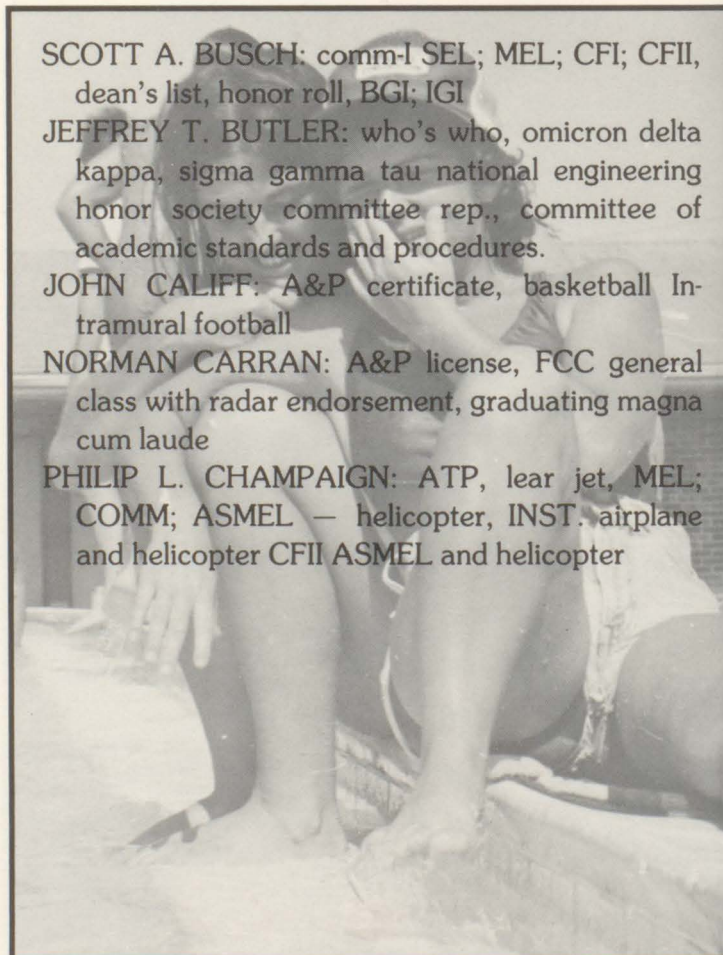 SCOTT A. BUSCH: comm-I SEL; MEL; CFI; CFII,
dean's list, honor roll, BGI; IGI
JEFFREY T. BUTLER: who's who, omicron delta
kappa, sigma gamma tau national engineering
honor society committee rep., committee of
academic standards and procedures.
JOHN CALIFF: A&P certificate, basketball In-
tramural football
NORMAN CARRAN: A&P license, FCC general
class with radar endorsement, graduating magna
cum laude
PHILIP L. CHAMPAIGN: ATP, lear jet, MEL;
COMM; ASMEL — helicopter, INST. airplane
and helicopter CFII ASMEL and helicopter